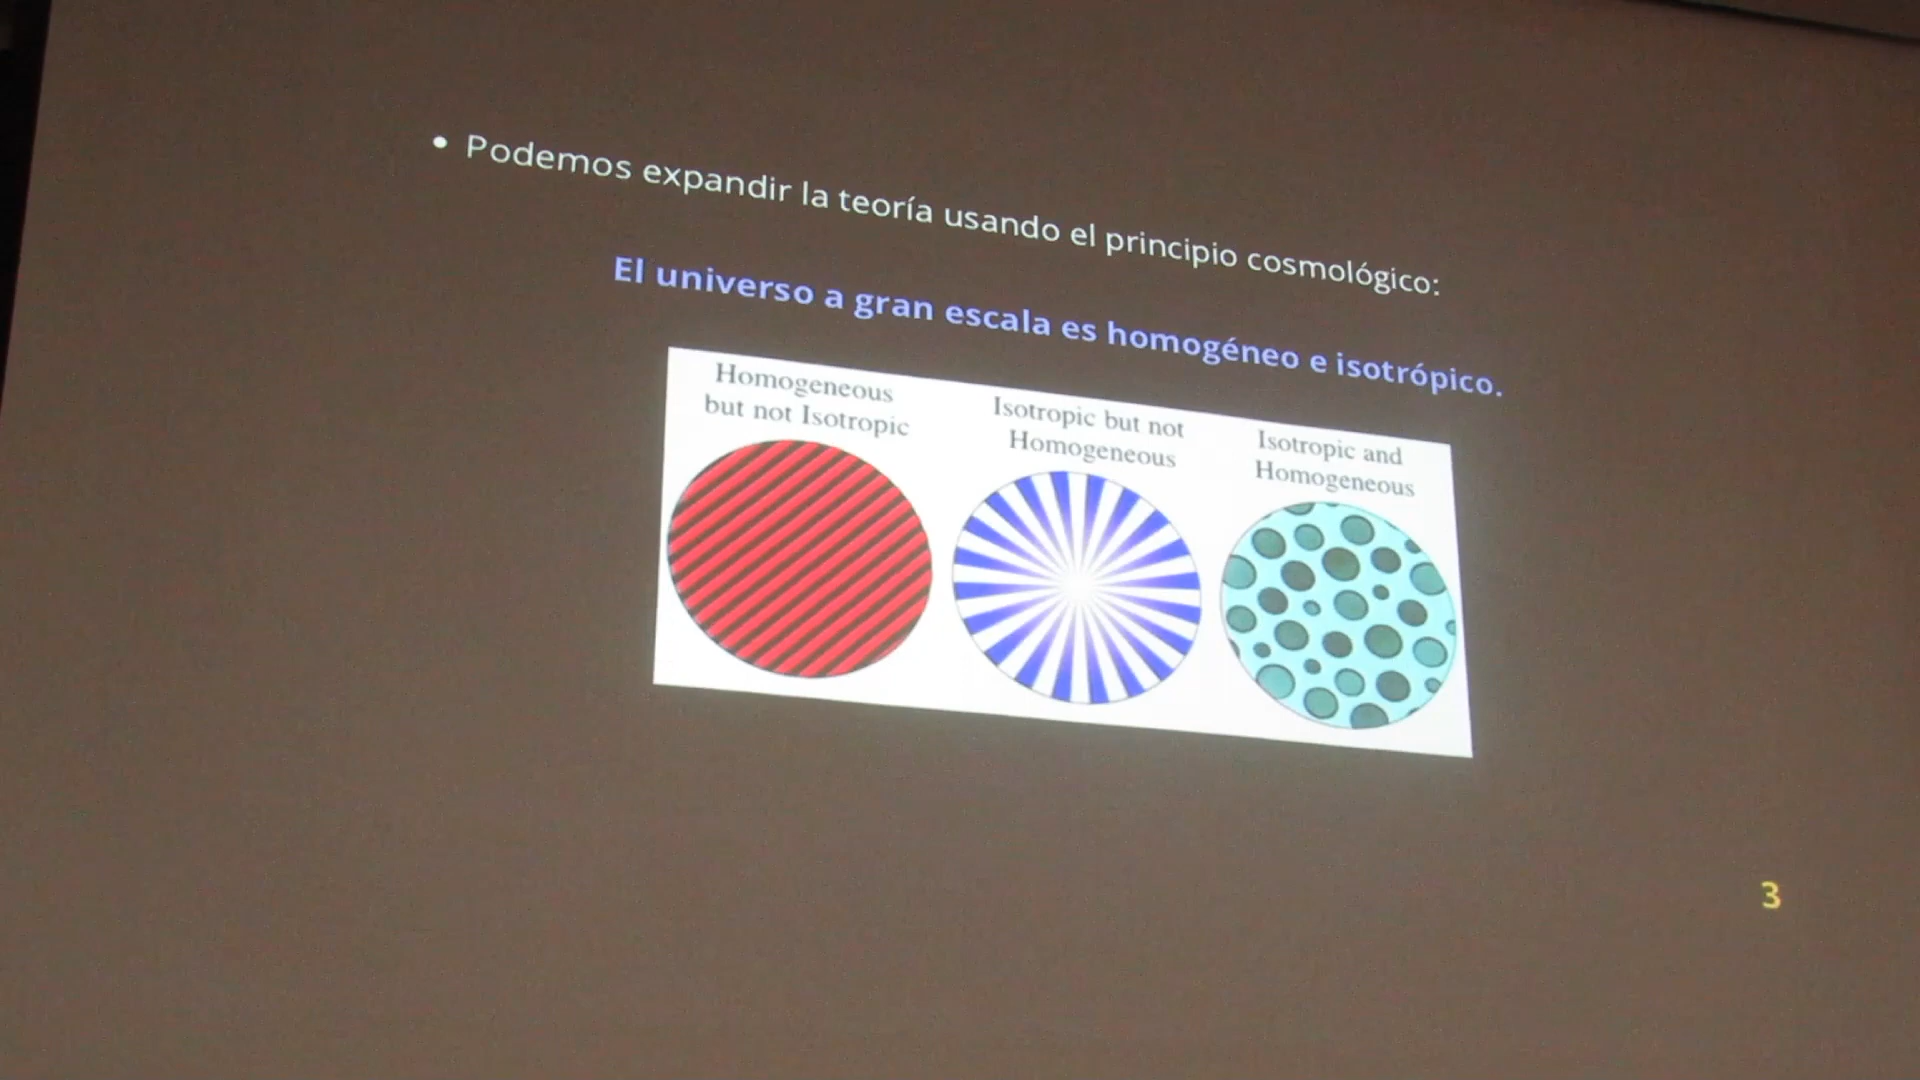 • Podemos expandir la teoría usando el principio cosmológico:
El universo a gran escala es homogéneo e isotrópico.
Homogeneous
but not Isotropic
Isotropic but not
Homogeneous
Isotropic and
Homogeneous
3